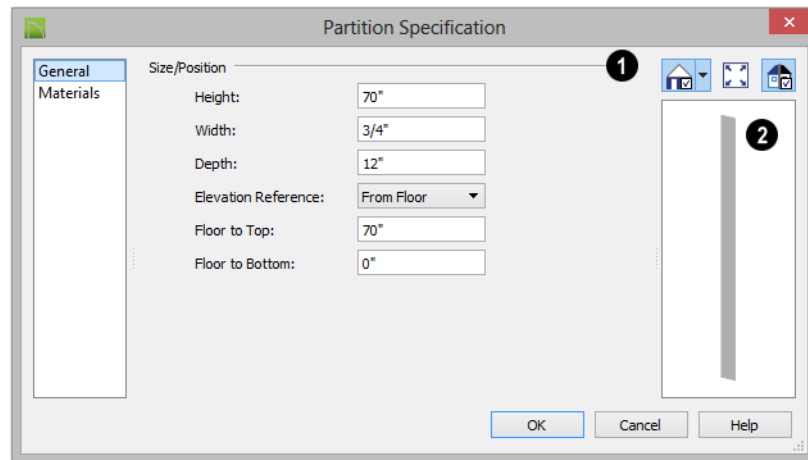 Partition Specification
General
Materials
Size/Position
1
Height: 70"
Width: 3/4"
Depth: 12"
Elevation Reference: From Floor
Floor to Top: 70"
Floor to Bottom: 0"
2
OK Cancel Help